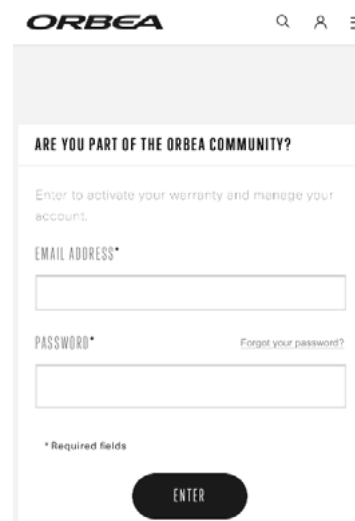 ORBEA
ARE YOU PART OF THE ORBEA COMMUNITY?
Enter to activate your warranty and manage your
account.
EMAIL ADDRESS*
PASSWORD* Forgot your password?
* Required fields
ENTER